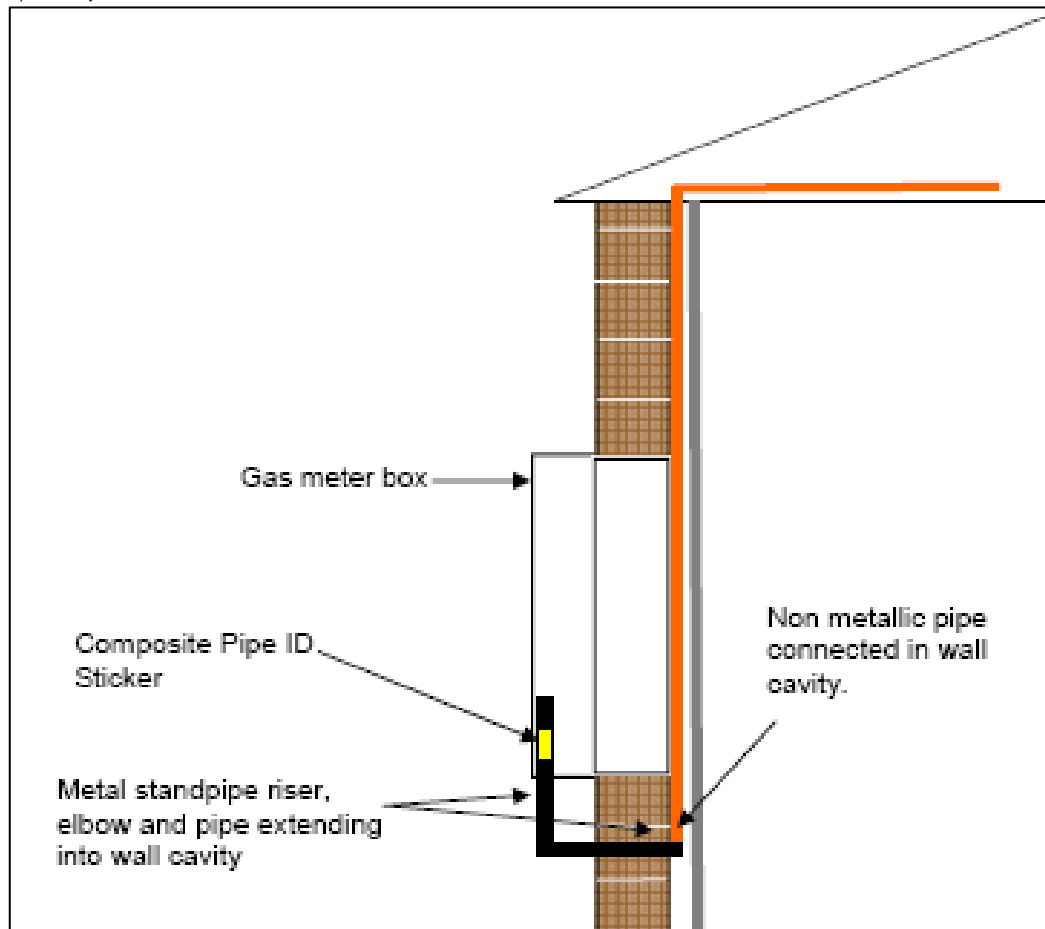 Gas meter box
Composite Pipe ID
Sticker
Non metallic pipe
connected in wall
cavity.
Metal standpipe riser,
elbow and pipe extending
into wall cavity